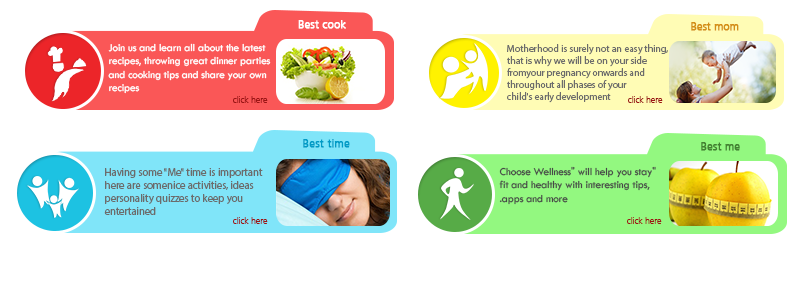 Best cook
Join us and learn all about the latest
recipes, throwing great dinner parties
and cooking tips and share your own
recipes
click here
Best mom
Motherhood is surely not an easy thing,
that is why we will be on your side
fromyour pregnancy onwards and
throughout all phases of your
child's early development
click here
Best time
Having some "Me" time is important
here are somenice activities, ideas
personality quizzes to keep you
entertained
click here
Best me
Choose Wellness" will help you stay"
fit and healthy with interesting tips,
.apps and more
click here